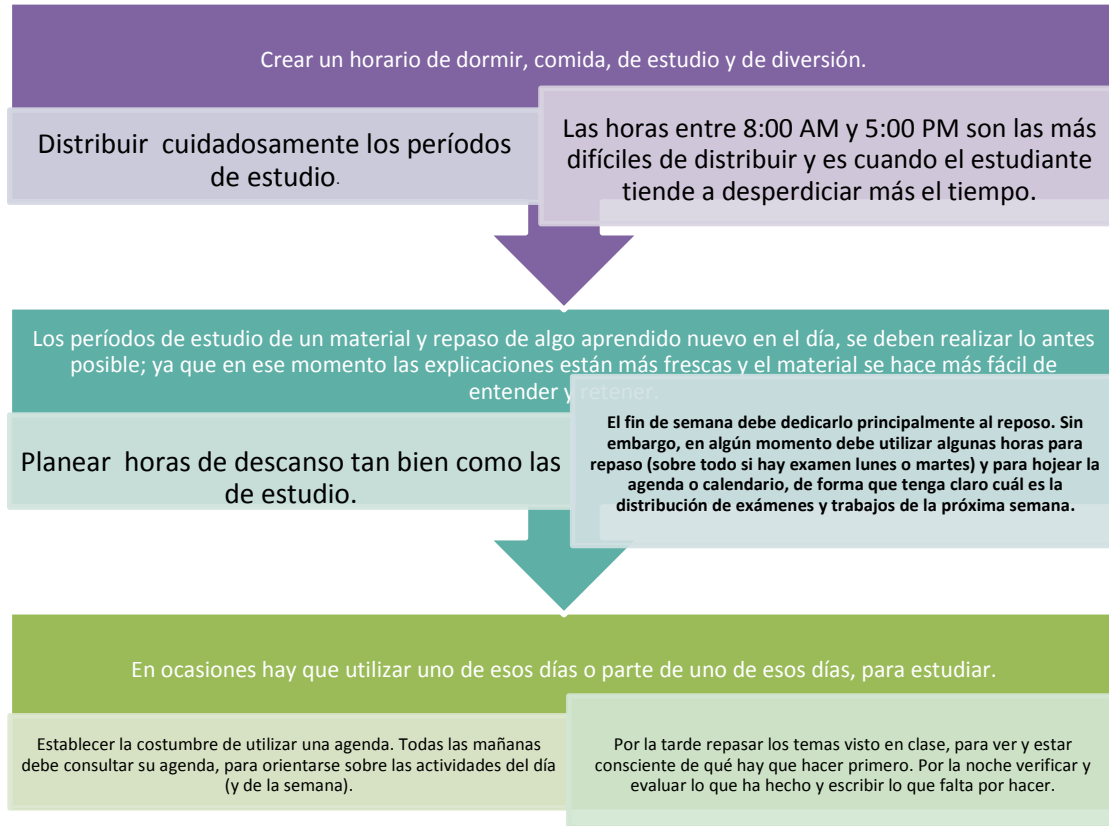 Crear un horario de dormir, comida, de estudio y de diversión.
Distribuir cuidadosamente los períodos
de estudio.
Las horas entre 8:00 AM y 5:00 PM son las más
difíciles de distribuir y es cuando el estudiante
tiende a desperdiciar más el tiempo.
Los períodos de estudio de un material y repaso de algo aprendido nuevo en el día, se deben realizar lo antes
posible; ya que en ese momento las explicaciones están más frescas y el material se hace más fácil de
entender y retener.
Planear horas de descanso tan bien como las
de estudio.
El fin de semana debe dedicarlo principalmente al reposo. Sin
embargo, en algún momento debe utilizar algunas horas para
repaso (sobre todo si hay examen lunes o martes) y para hojear la
agenda o calendario, de forma que tenga claro cuál es la
distribución de exámenes y trabajos de la próxima semana.
En ocasiones hay que utilizar uno de esos días o parte de uno de esos días, para estudiar.
Establecer la costumbre de utilizar una agenda. Todas las mañanas
debe consultar su agenda, para orientarse sobre las actividades del día
(y de la semana).
Por la tarde repasar los temas visto en clase, para ver y estar
consciente de qué hay que hacer primero. Por la noche verificar y
evaluar lo que ha hecho y escribir lo que falta por hacer.